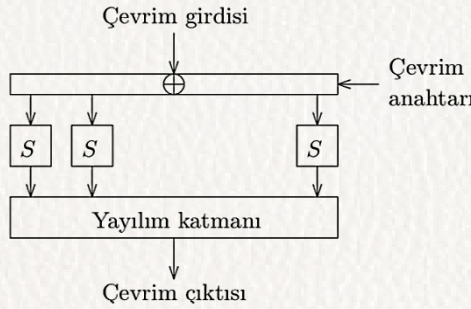 Çevrim girdisi
Çevrim
anahtarı
S
S
S
Yayılım katmanı
Çevrim çıktısı